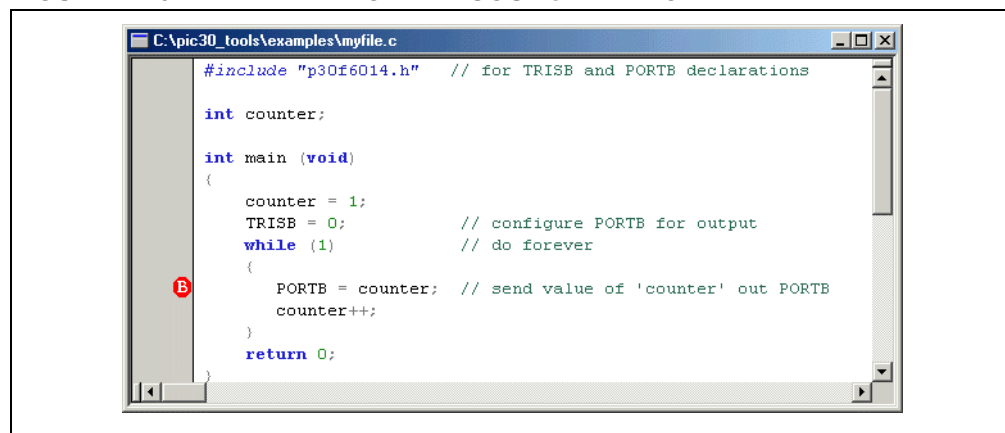 C:\pic30_tools\examples\myfile.c
#include "p30f6014.h"   // for TRISB and PORTB declarations
int counter;
int main (void)
{
    counter = 1;
    TRISB = 0;              // configure PORTB for output
    while (1)               // do forever
    {
B        PORTB = counter;  // send value of 'counter' out PORTB
        counter++;
    }
    return 0;
}